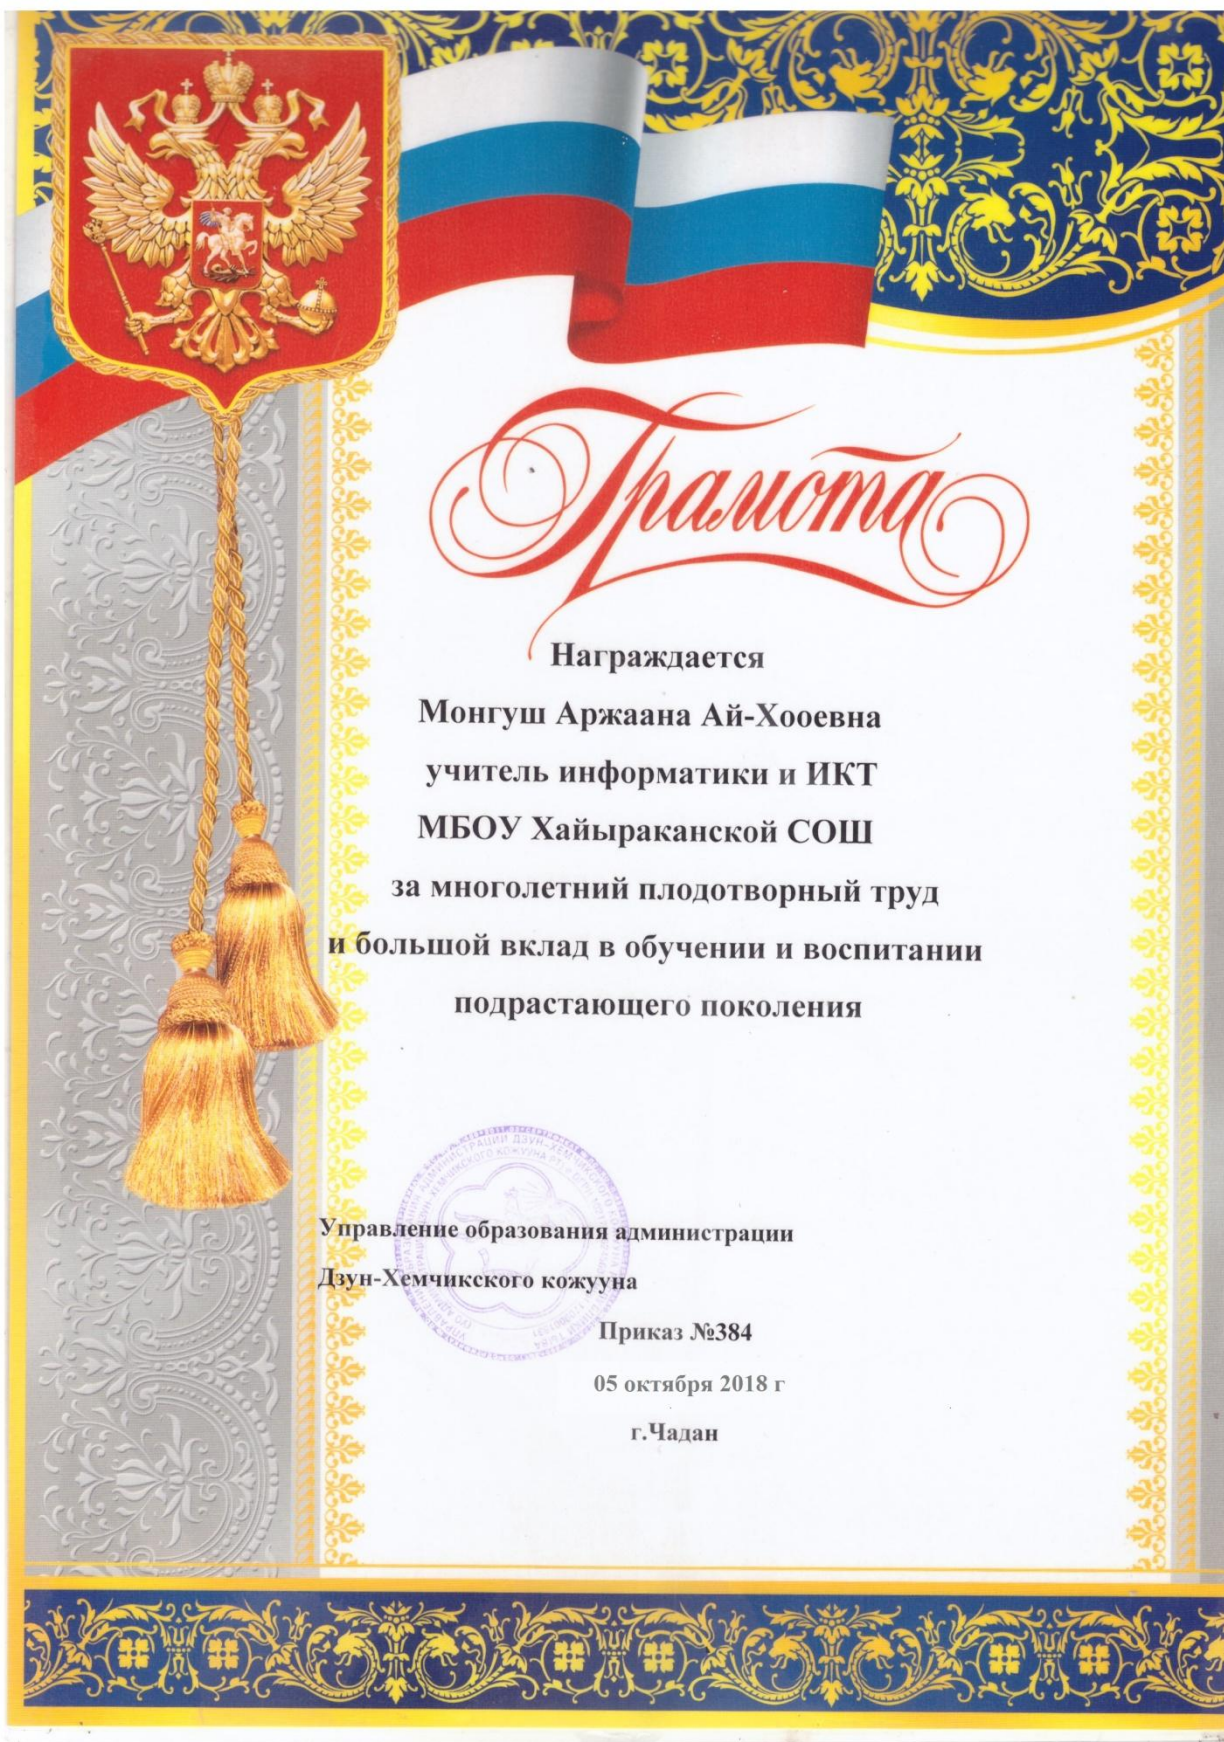 Грамота
Награждается
Монгуш Аржаана Ай-Хооевна
учитель информатики и ИКТ
МБОУ Хайыраканской СОШ
за многолетний плодотворный труд
и большой вклад в обучении и воспитании
подрастающего поколения
Управление образования администрации
Дзун-Хемчикского кожууна
Приказ №384
05 октября 2018 г
г.Чадан